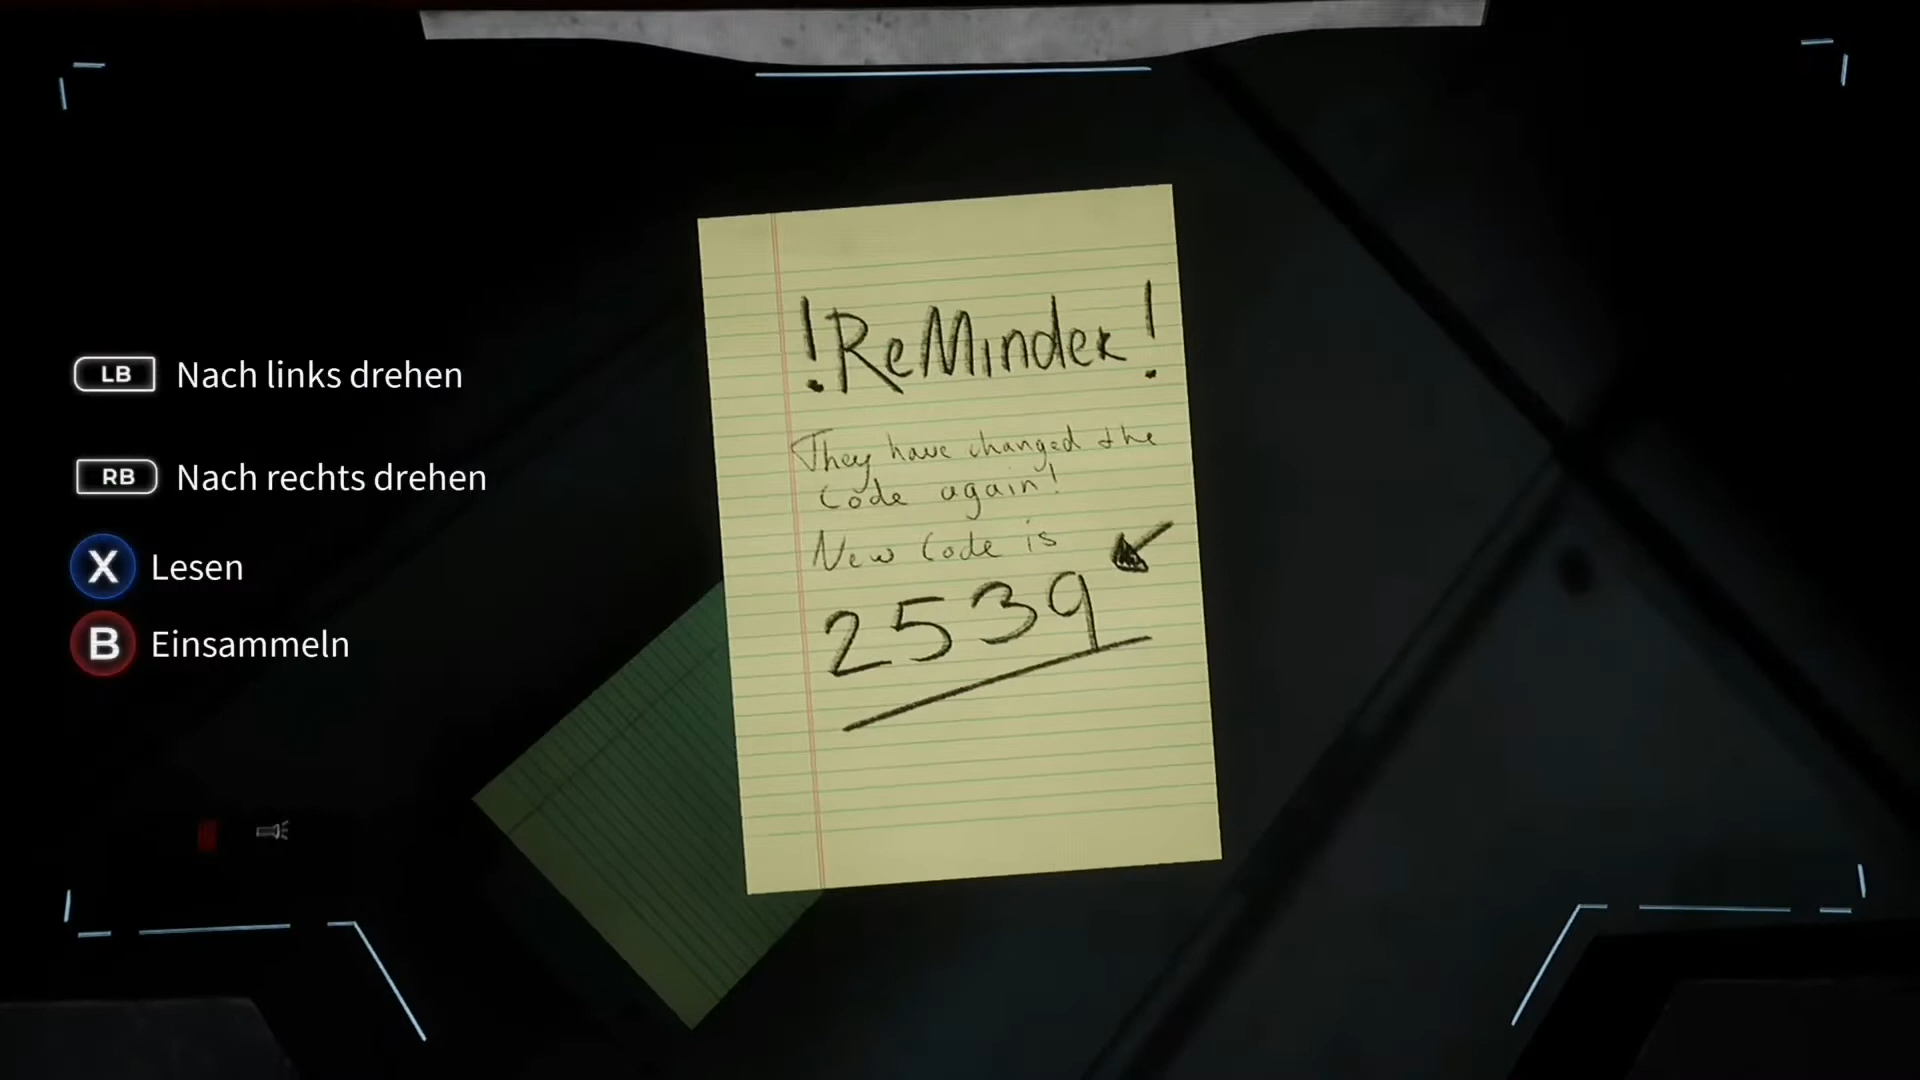 LB Nach links drehen
RB Nach rechts drehen
X Lesen
B Einsammeln
!ReMinder!
They have changed the
Code again!
New Code is
2539